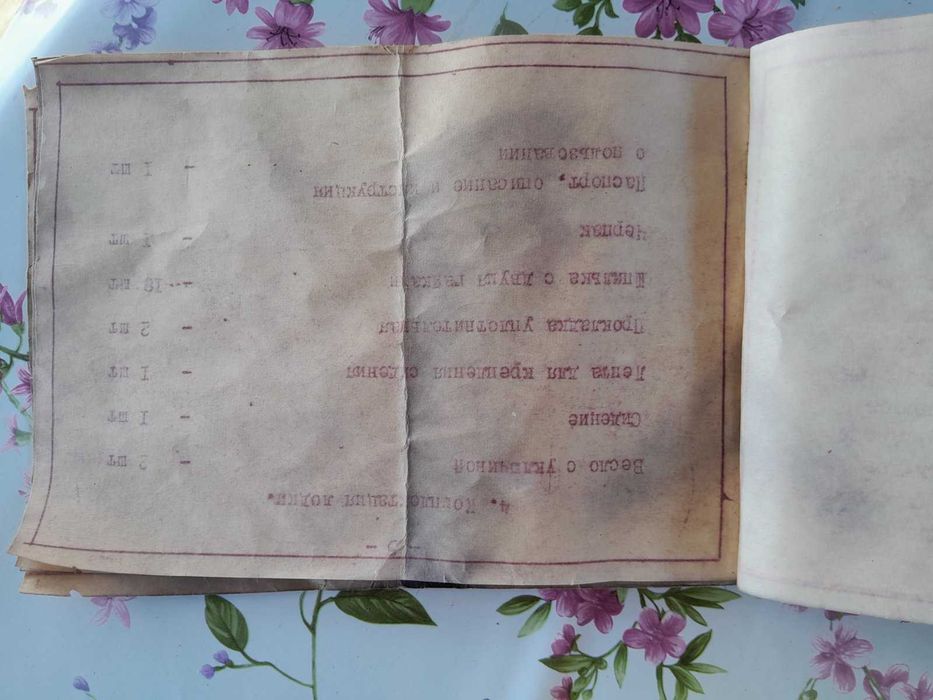 4. Комплектация лодки.
Весло с уключиной - 2 шт
Сидение - 1 шт
Лента для крепления сидения - 1 шт
Прокладка уплотнительная - 2 шт
Шпилька с двумя гайками - 18 шт
Черпак - 1 шт
Паспорт, описание и инструкция
о пользовании - 1 шт